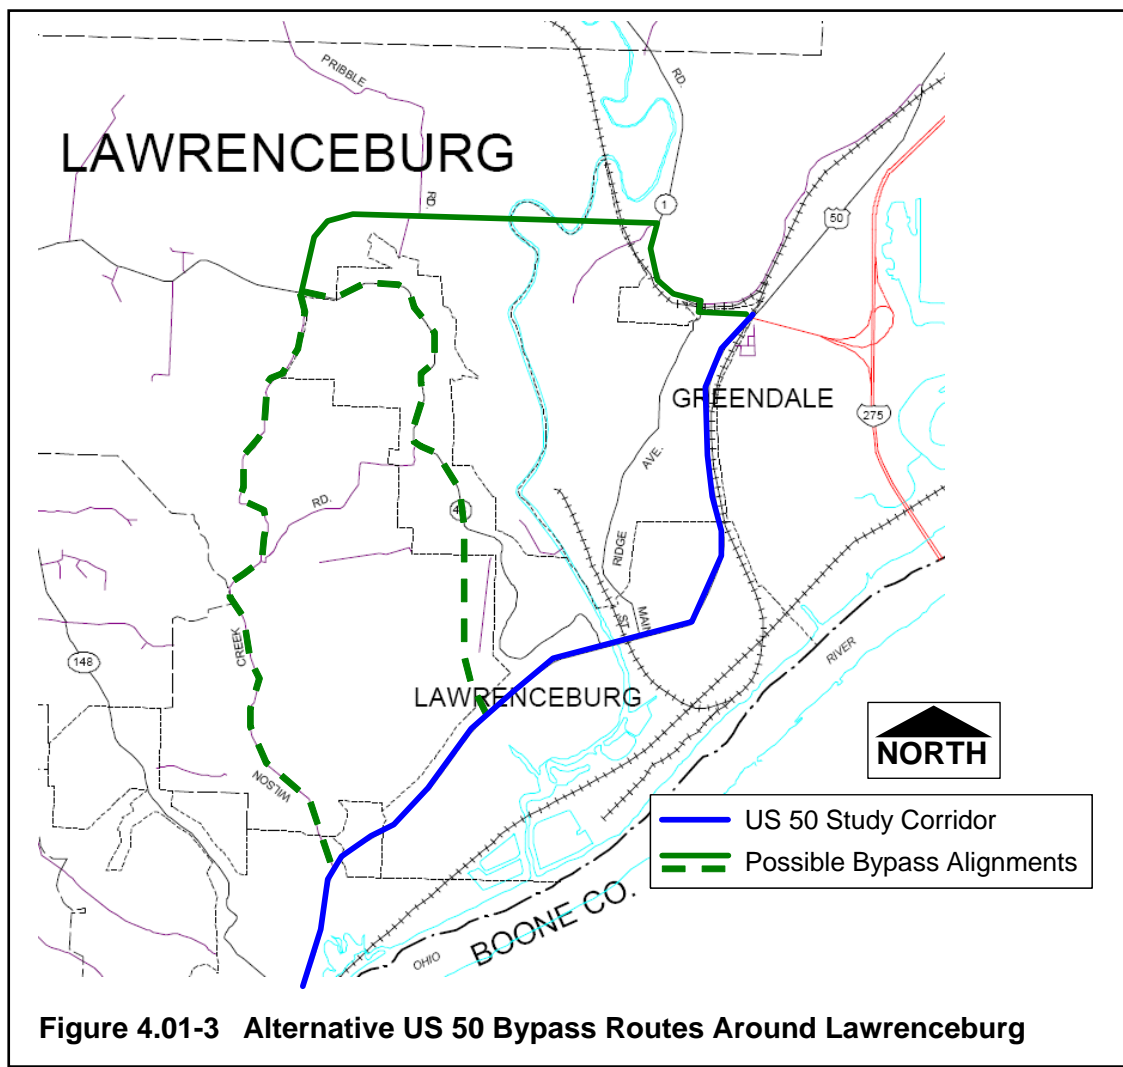 PRIBBLE
RD.
LAWRENCEBURG
RD.
1
50
GREENDALE
275
AVE.
RD.
4
RIDGE
MAIN
ST
CREEK
148
RIVER
LAWRENCEBURG
NORTH
WILSON
US 50 Study Corridor
Possible Bypass Alignments
BOONE CO.
OHIO
Figure 4.01-3 Alternative US 50 Bypass Routes Around Lawrenceburg